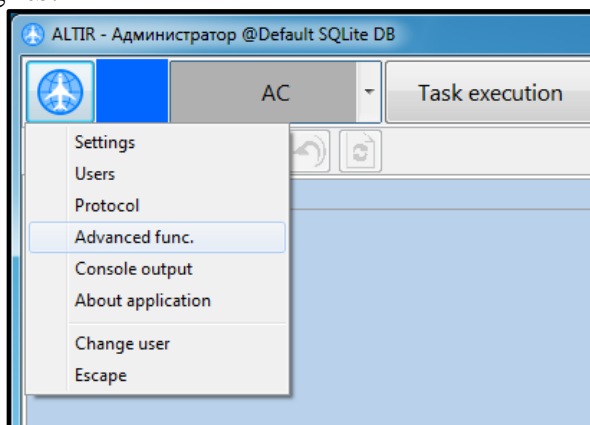 ALTIR - Администратор @Default SQLite DB
AC
Task execution
Settings
Users
Protocol
Advanced func.
Console output
About application
Change user
Escape